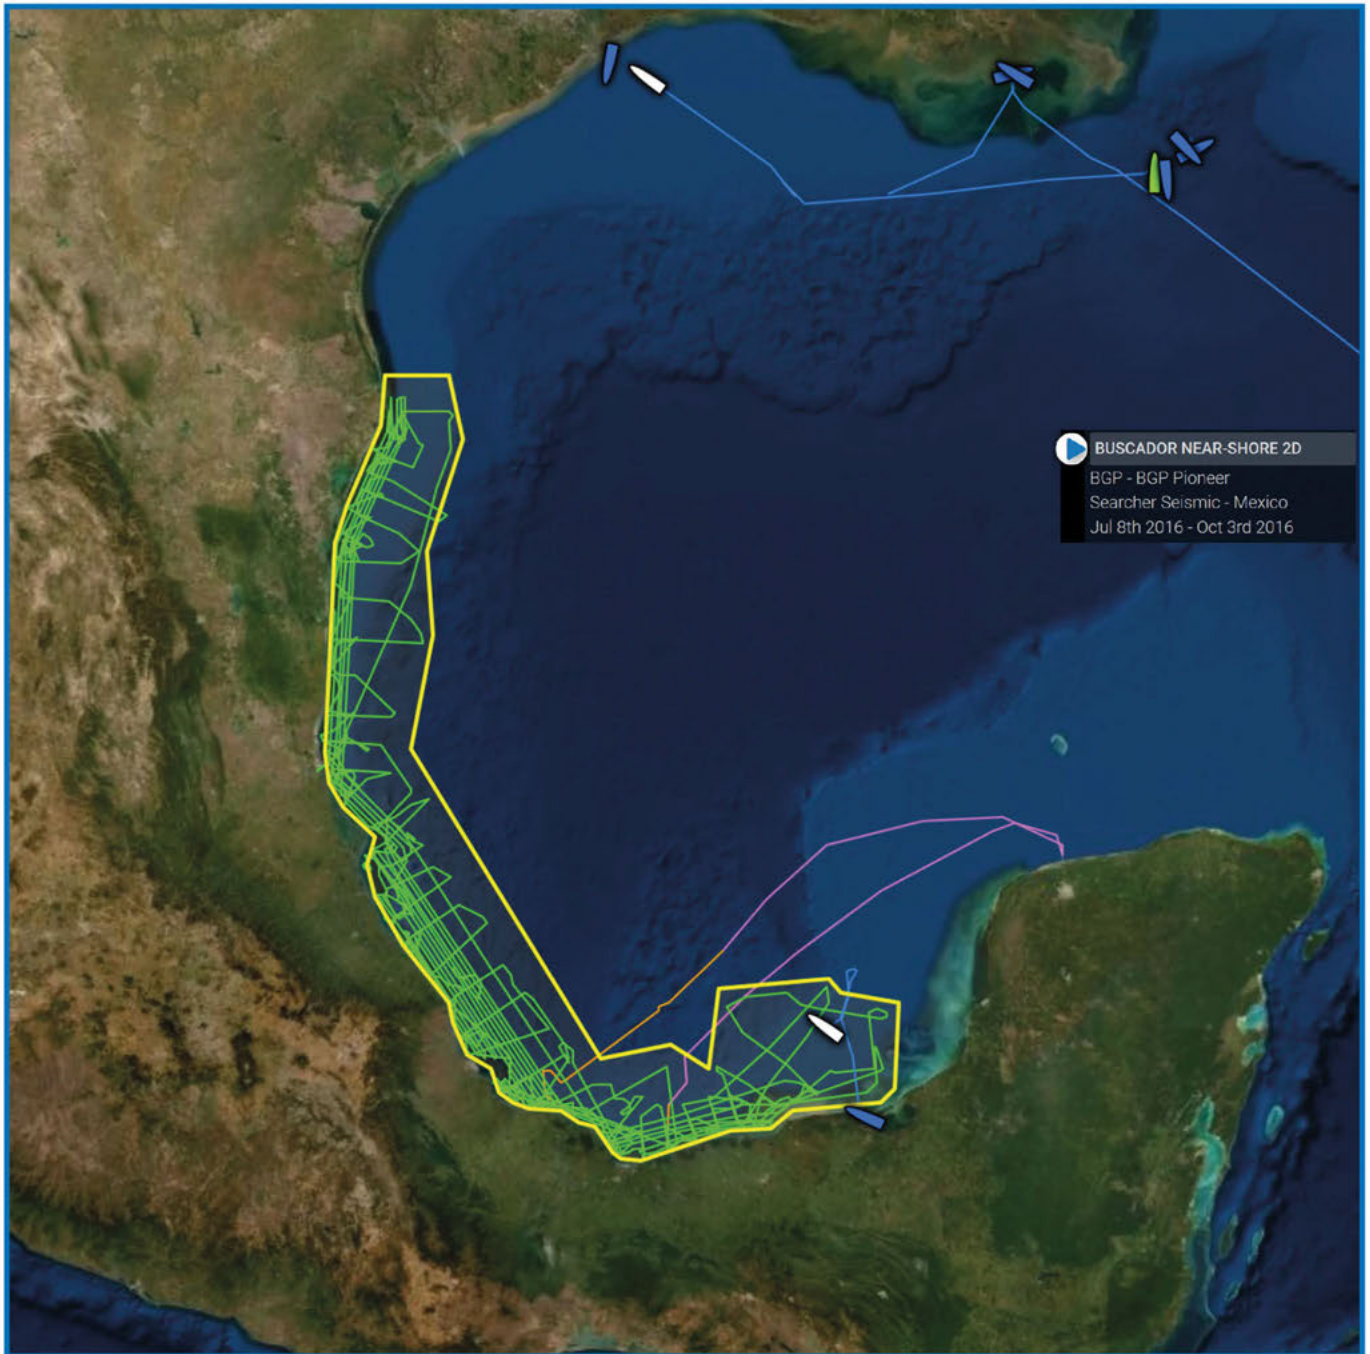 BUSCADOR NEAR-SHORE 2D
BGP - BGP Pioneer
Searcher Seismic - Mexico
Jul 8th 2016 - Oct 3rd 2016